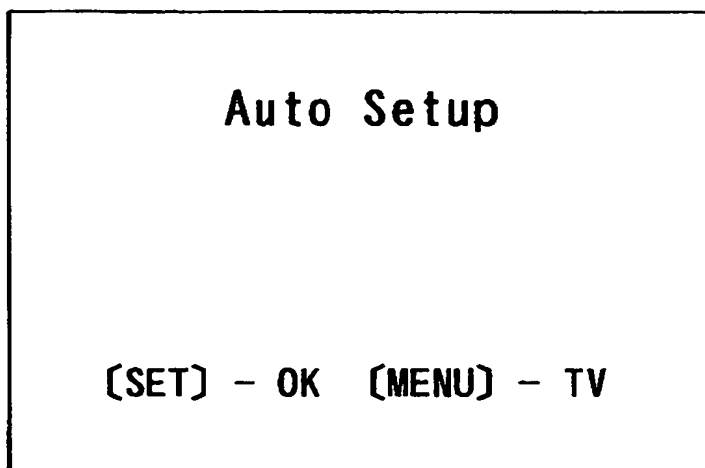 Auto Setup
〔SET〕 – OK 〔MENU〕 – TV